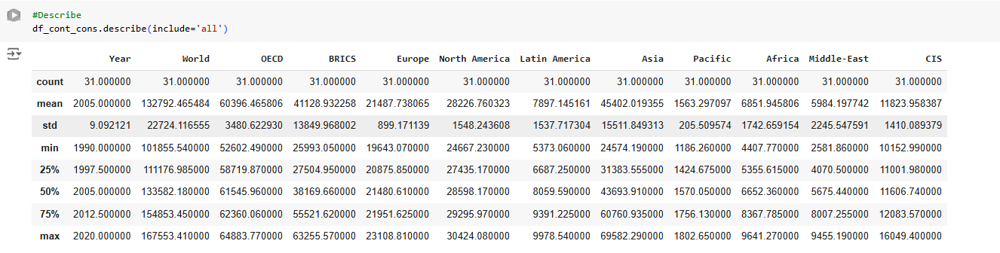 #Describe
df_cont_cons.describe(include='all')
Year World OECD BRICS Europe North America Latin America Asia Pacific Africa Middle-East CIS
count 31.000000 31.000000 31.000000 31.000000 31.000000 31.000000 31.000000 31.000000 31.000000 31.000000 31.000000 31.000000
mean 2005.000000 132792.465484 60396.465806 41128.932258 21487.738065 28226.760323 7897.145161 45402.019355 1563.297097 6851.945806 5984.197742 11823.958387
std 9.092121 22724.116555 3480.622930 13849.968002 899.171139 1548.243608 1537.717304 15511.849313 205.509574 1742.659154 2245.547591 1410.089379
min 1990.000000 101855.540000 52602.490000 25993.050000 19643.070000 24667.230000 5373.060000 24574.190000 1186.260000 4407.770000 2581.860000 10152.990000
25% 1997.500000 111176.985000 58719.870000 27504.950000 20875.850000 27435.170000 6687.250000 31383.555000 1424.675000 5355.615000 4070.500000 11001.980000
50% 2005.000000 133582.180000 61545.960000 38169.660000 21480.610000 28598.170000 8059.590000 43693.910000 1570.050000 6652.360000 5675.440000 11606.740000
75% 2012.500000 154853.450000 62360.060000 55521.620000 21951.625000 29295.970000 9391.225000 60760.935000 1756.130000 8367.785000 8007.255000 12083.570000
max 2020.000000 167553.410000 64883.770000 63255.570000 23108.810000 30424.080000 9978.540000 69582.290000 1802.650000 9641.270000 9455.190000 16049.400000